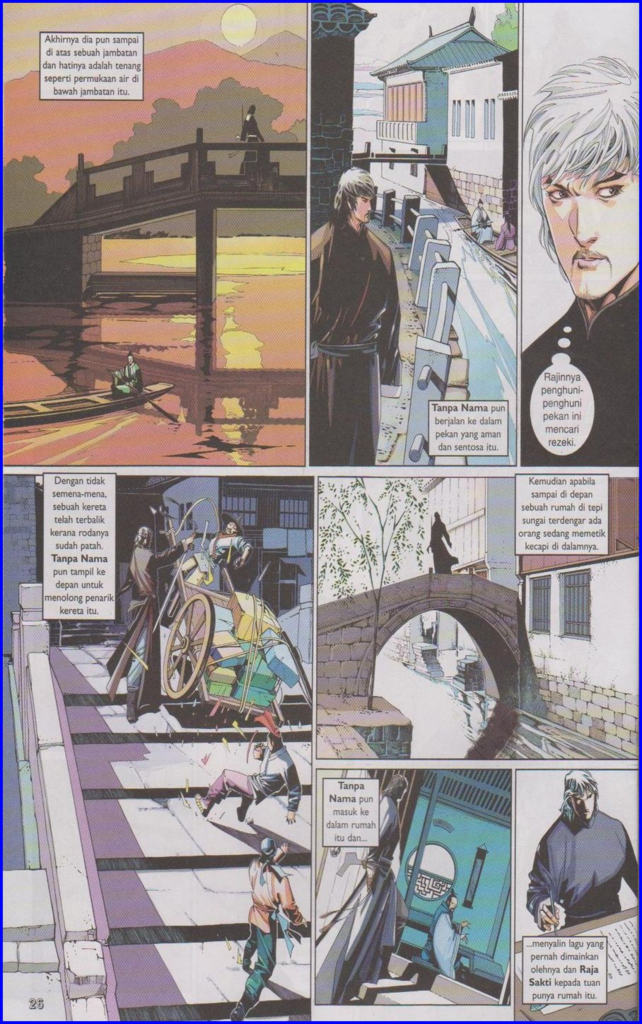 Akhirnya dia pun sampai
di atas sebuah jambatan
dan hatinya adalah tenang
seperti permukaan air di
bawah jambatan itu.
Tanpa Nama pun
berjalan ke dalam
pekan yang aman
dan sentosa itu.
Rajinnya
penghuni-
penghuni
pekan ini
mencari
rezeki.
Dengan tidak
semena-mena,
sebuah kereta
telah terbalik
kerana rodanya
sudah patah.
Tanpa Nama
pun tampil ke
depan untuk
menolong penarik
kereta itu.
Kemudian apabila
sampai di depan
sebuah rumah di tepi
sungai terdengar ada
orang sedang memetik
kecapi di dalamnya.
Tanpa
Nama pun
masuk ke
dalam rumah
itu dan...
...menyalin lagu yang
pernah dimainkan
olehnya dan Raja
Sakti kepada tuan
punya rumah itu.
26